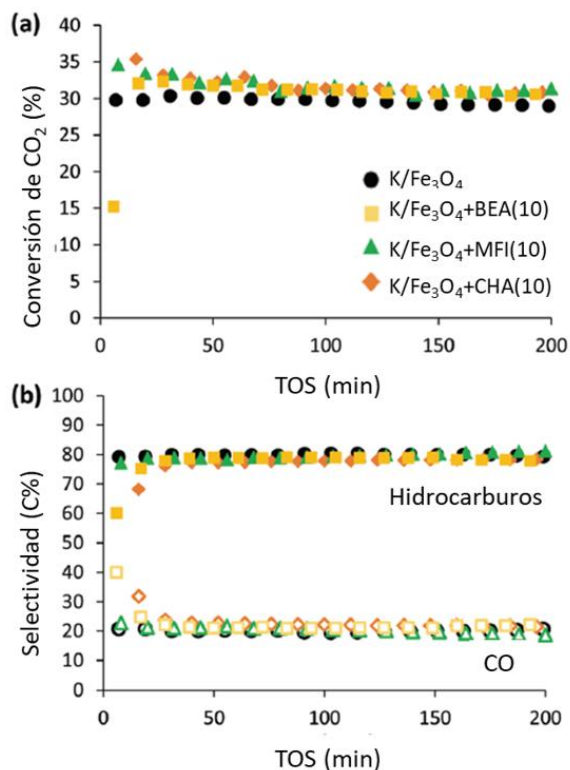 (a)
Conversión de CO₂ (%)
40
35
30
25
20
15
10
5
0
K/Fe₃O₄
K/Fe₃O₄+BEA(10)
K/Fe₃O₄+MFI(10)
K/Fe₃O₄+CHA(10)
0 50 100 150 200
TOS (min)
(b)
Selectividad (C%)
100
90
80
70
60
50
40
30
20
10
0
Hidrocarburos
CO
0 50 100 150 200
TOS (min)